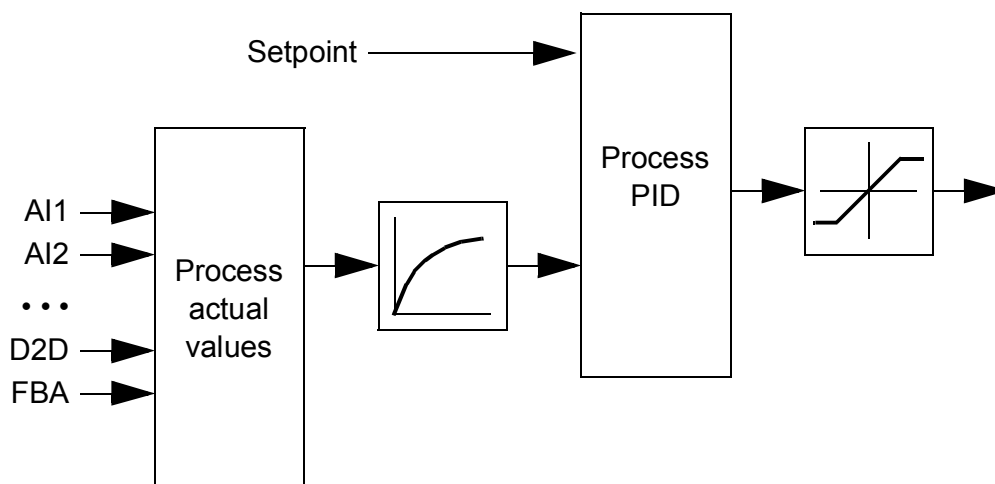 Setpoint
Process
PID
AI1
AI2
• • •
D2D
FBA
Process
actual
values